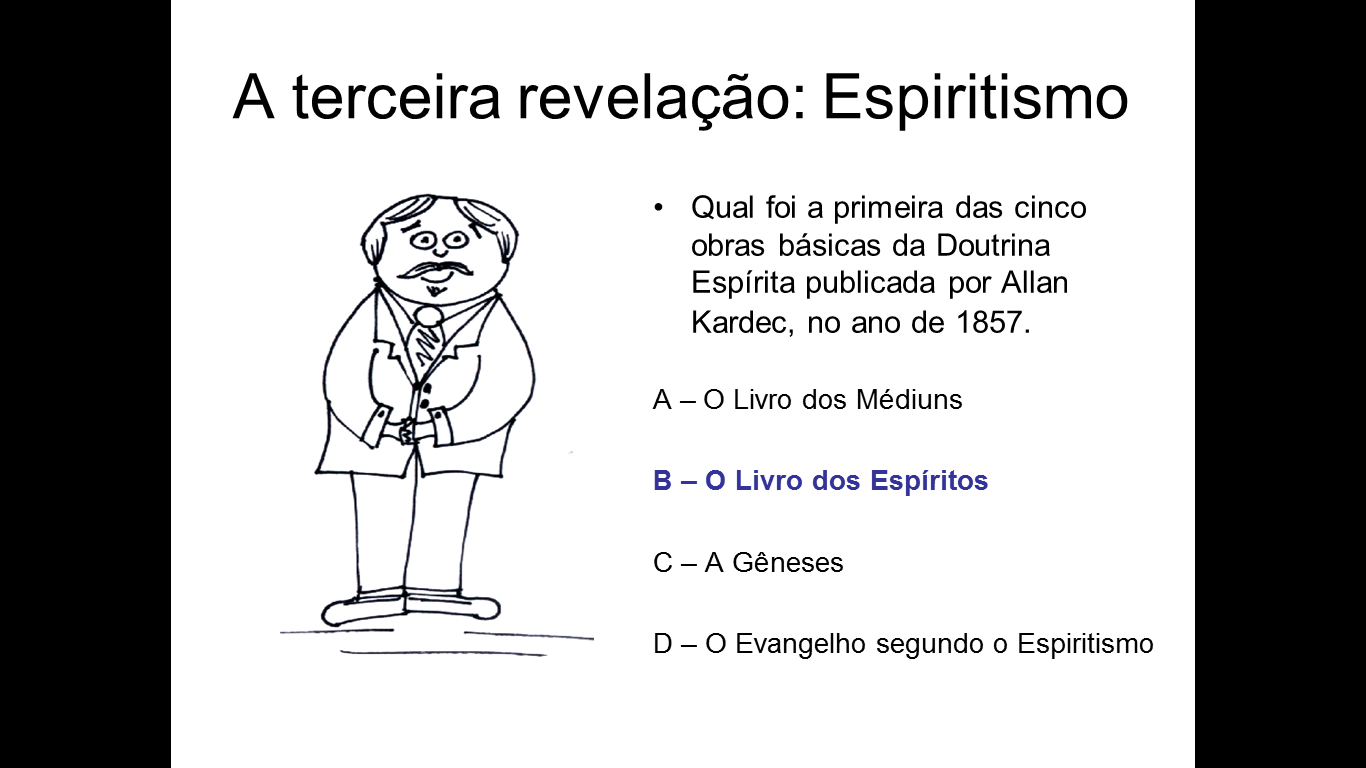 A terceira revelação: Espiritismo
• Qual foi a primeira das cinco
obras básicas da Doutrina
Espírita publicada por Allan
Kardec, no ano de 1857.
A – O Livro dos Médiuns
B – O Livro dos Espíritos
C – A Gêneses
D – O Evangelho segundo o Espiritismo